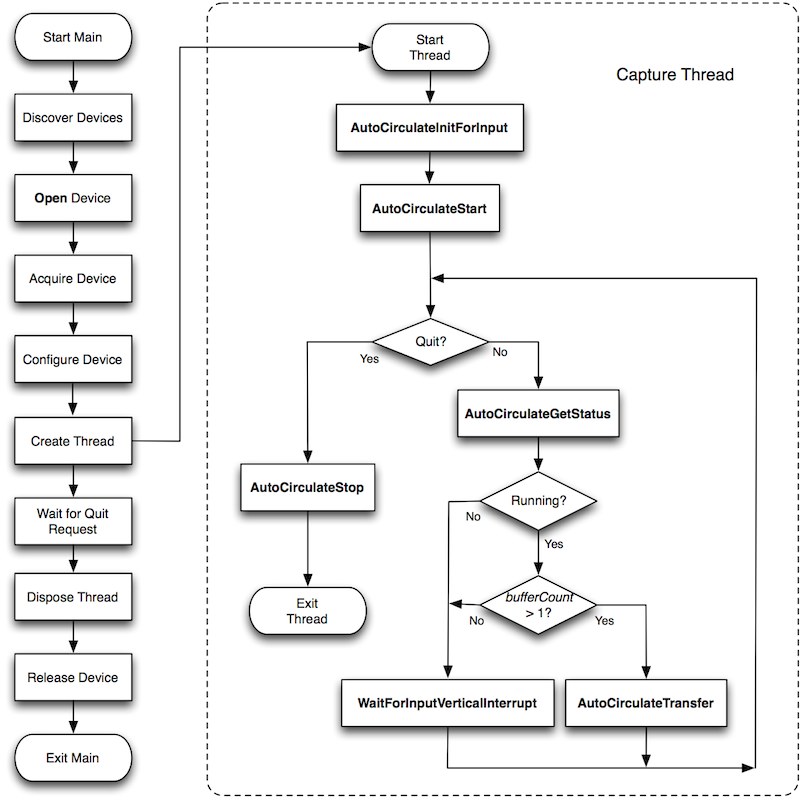 Start Main
Discover Devices
Open Device
Acquire Device
Configure Device
Create Thread
Wait for Quit
Request
Dispose Thread
Release Device
Exit Main
Capture Thread
Start
Thread
AutoCirculateInitForInput
AutoCirculateStart
Quit?
Yes
No
AutoCirculateGetStatus
AutoCirculateStop
Running?
No
Yes
Exit
Thread
bufferCount
> 1?
No
Yes
WaitForInputVerticalInterrupt
AutoCirculateTransfer